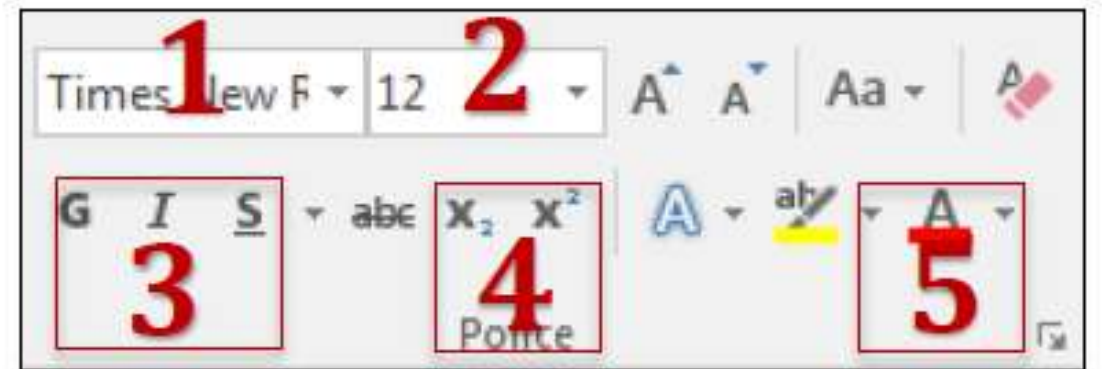 1 2
Times New R 12 A A Aa A
G I S abc X₂ X² A ab A
3 4 5
Police